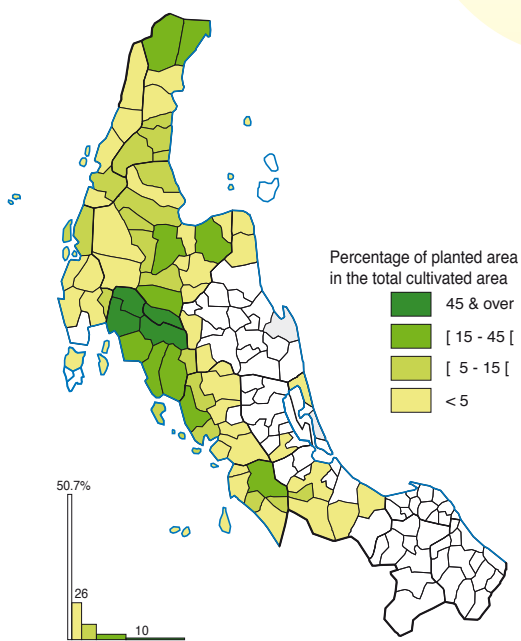 Percentage of planted area
in the total cultivated area
45 & over
[ 15 - 45 [
[ 5 - 15 [
< 5
50.7%
26
10